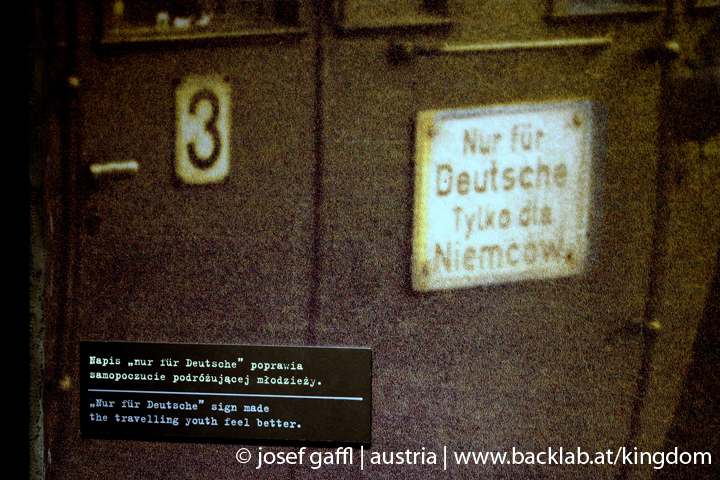 3
Nur für
Deutsche
Tylko dla
Niemców.
Napis „nur für Deutsche” poprawia
samopoczucie podróżującej młodzieży.
„Nur für Deutsche” sign made
the travelling youth feel better.
© josef gaffl | austria | www.backlab.at/kingdom